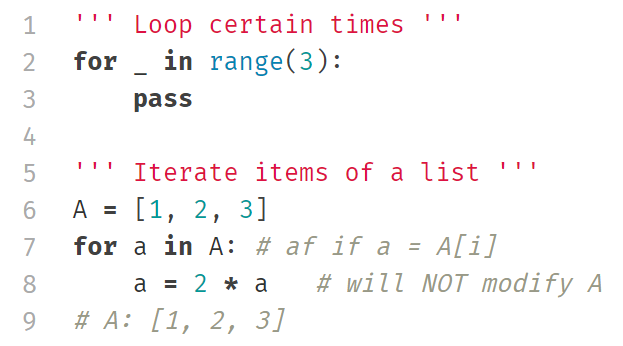 1 ''' Loop certain times '''
2 for _ in range(3):
3     pass
4
5 ''' Iterate items of a list '''
6 A = [1, 2, 3]
7 for a in A: # af if a = A[i]
8     a = 2 * a   # will NOT modify A
9 # A: [1, 2, 3]